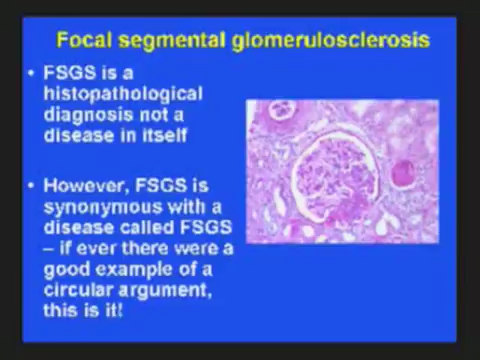 Focal segmental glomerulosclerosis
• FSGS is a
histopathological
diagnosis not a
disease in itself
• However, FSGS is
synonymous with a
disease called FSGS
– if ever there were a
good example of a
circular argument,
this is it!